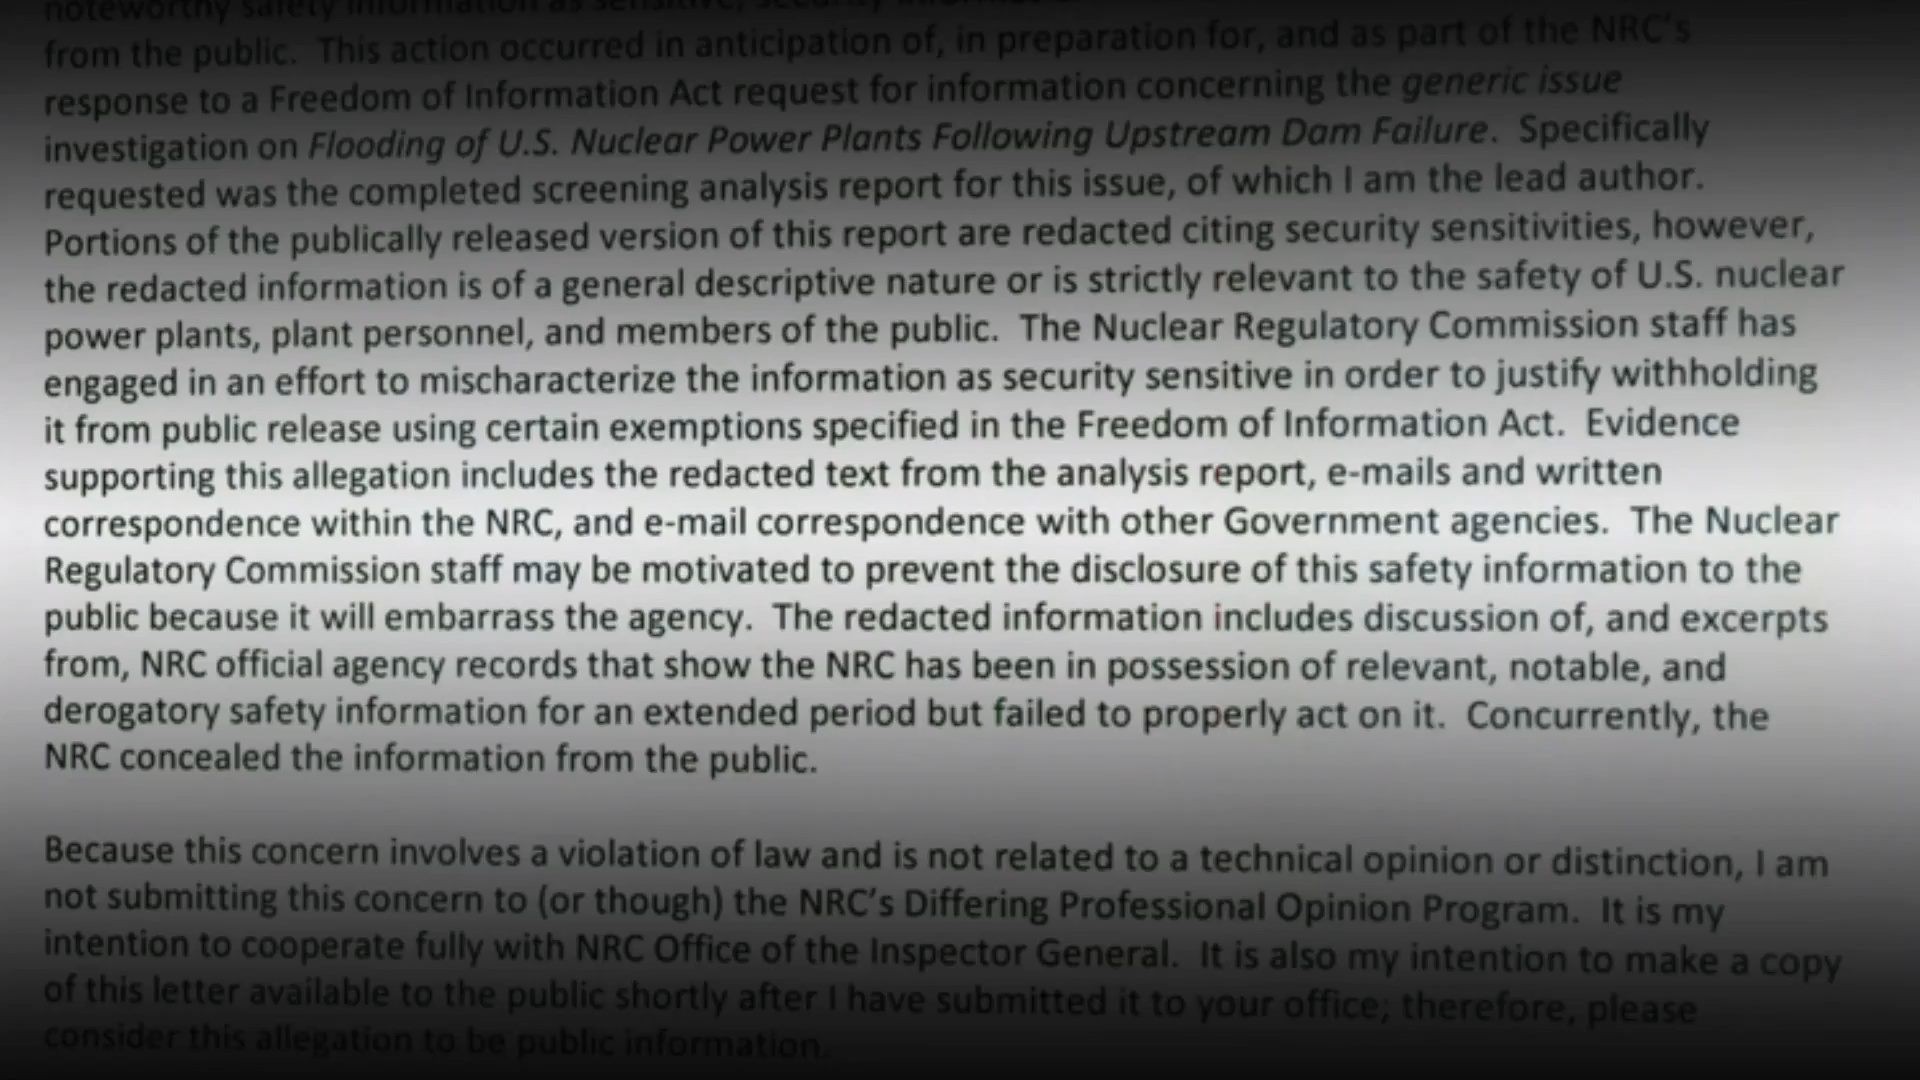 noteworthy safety information as sensitive, security
from the public.  This action occurred in anticipation of, in preparation for, and as part of the NRC's
response to a Freedom of Information Act request for information concerning the generic issue
investigation on Flooding of U.S. Nuclear Power Plants Following Upstream Dam Failure.  Specifically
requested was the completed screening analysis report for this issue, of which I am the lead author.
Portions of the publically released version of this report are redacted citing security sensitivities, however,
the redacted information is of a general descriptive nature or is strictly relevant to the safety of U.S. nuclear
power plants, plant personnel, and members of the public.  The Nuclear Regulatory Commission staff has
engaged in an effort to mischaracterize the information as security sensitive in order to justify withholding
it from public release using certain exemptions specified in the Freedom of Information Act.  Evidence
supporting this allegation includes the redacted text from the analysis report, e-mails and written
correspondence within the NRC, and e-mail correspondence with other Government agencies.  The Nuclear
Regulatory Commission staff may be motivated to prevent the disclosure of this safety information to the
public because it will embarrass the agency.  The redacted information includes discussion of, and excerpts
from, NRC official agency records that show the NRC has been in possession of relevant, notable, and
derogatory safety information for an extended period but failed to properly act on it.  Concurrently, the
NRC concealed the information from the public.
Because this concern involves a violation of law and is not related to a technical opinion or distinction, I am
not submitting this concern to (or though) the NRC's Differing Professional Opinion Program.  It is my
intention to cooperate fully with NRC Office of the Inspector General.  It is also my intention to make a copy
of this letter available to the public shortly after I have submitted it to your office; therefore, please
consider this allegation to be public information.